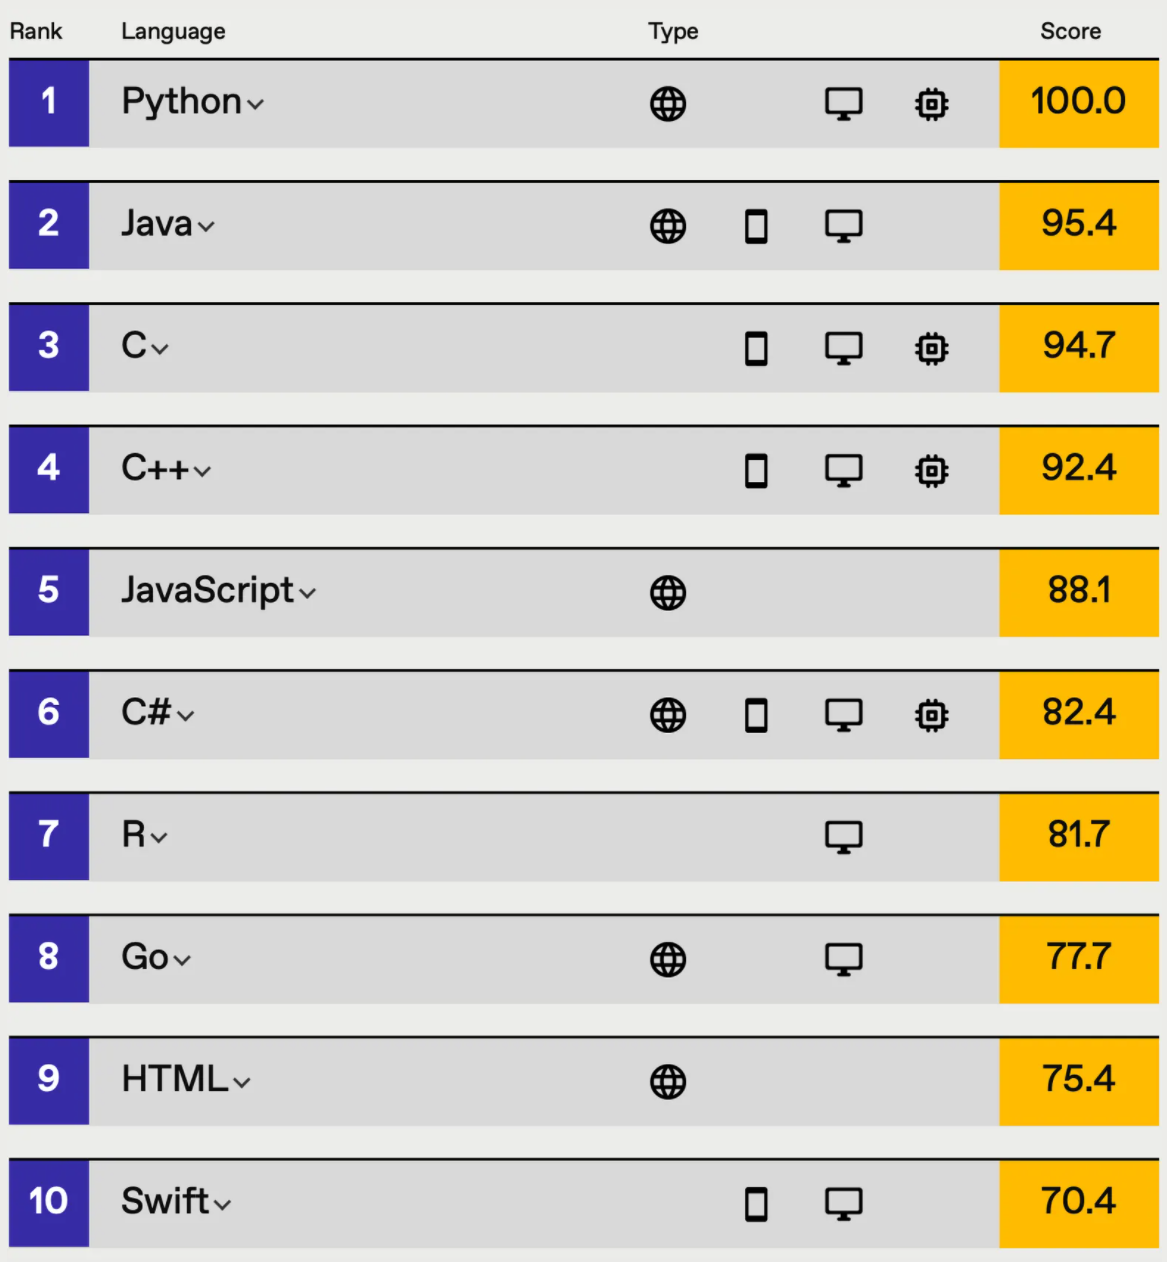 Rank Language Type Score
1 Python 100.0
2 Java 95.4
3 C 94.7
4 C++ 92.4
5 JavaScript 88.1
6 C# 82.4
7 R 81.7
8 Go 77.7
9 HTML 75.4
10 Swift 70.4